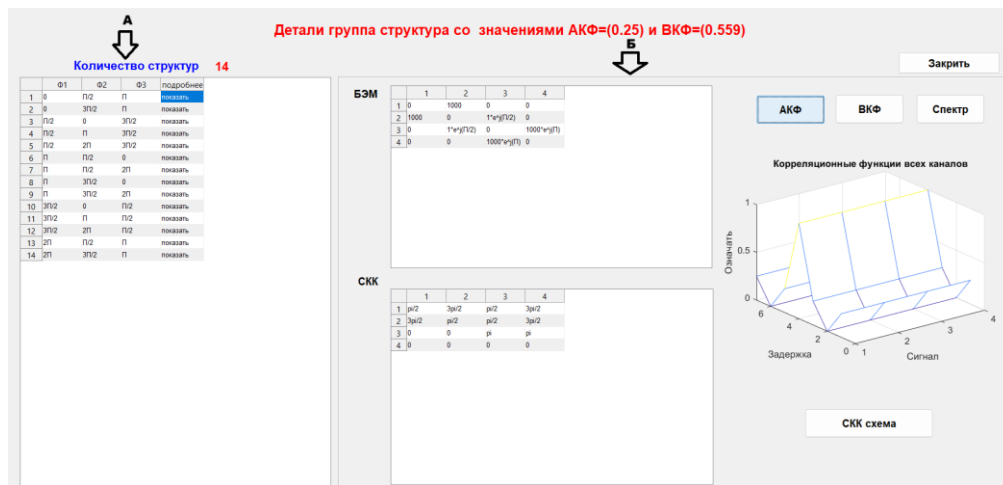 А
Детали группа структура со значениями АКФ=(0.25) и ВКФ=(0.559)
Б
Количество структур 14
Закрить
Ф1 Ф2 Ф3 подробнее
1 0 П/2 П показать
2 0 3П/2 П показать
3 П/2 0 3П/2 показать
4 П/2 П 3П/2 показать
5 П/2 2П 3П/2 показать
6 П П/2 0 показать
7 П П/2 2П показать
8 П 3П/2 0 показать
9 П 3П/2 2П показать
10 3П/2 0 П/2 показать
11 3П/2 П П/2 показать
12 3П/2 2П П/2 показать
13 2П П/2 П показать
14 2П 3П/2 П показать
БЭМ
1 2 3 4
1 0 1000 0 0
2 1000 0 1*e^j(П/2) 0
3 0 1*e^j(П/2) 0 1000*e^j(П)
4 0 0 1000*e^j(П) 0
СКК
1 2 3 4
1 pi/2 3pi/2 pi/2 3pi/2
2 3pi/2 pi/2 pi/2 3pi/2
3 0 0 pi pi
4 0 0 0 0
АКФ ВКФ Спектр
Корреляционные функции всех каналов
1
0.5
0
Означать
6
4
2
0
Задержка
1
2
3
4
Сигнал
СКК схема